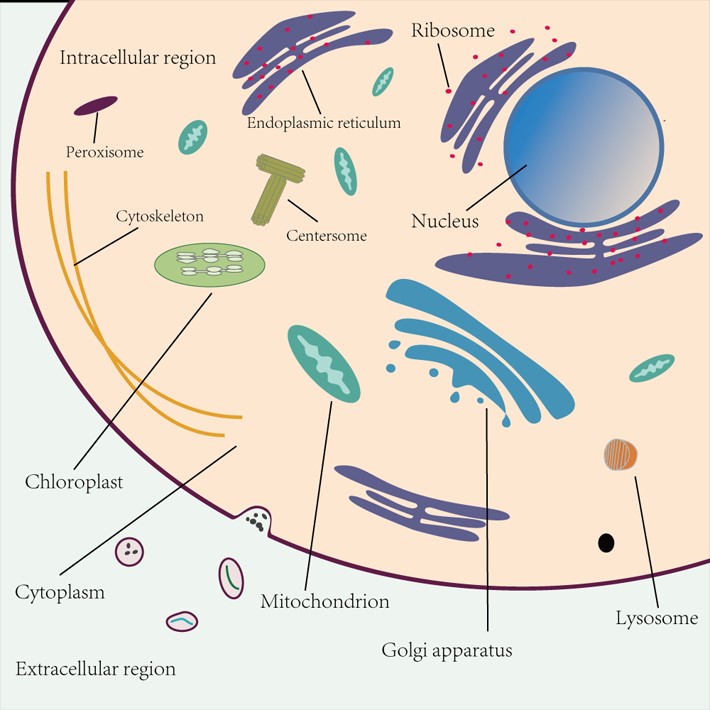 Ribosome
Intracellular region
Endoplasmic reticulum
Peroxisome
Cytoskeleton
Nucleus
Centersome
Chloroplast
Cytoplasm
Mitochondrion
Lysosome
Golgi apparatus
Extracellular region